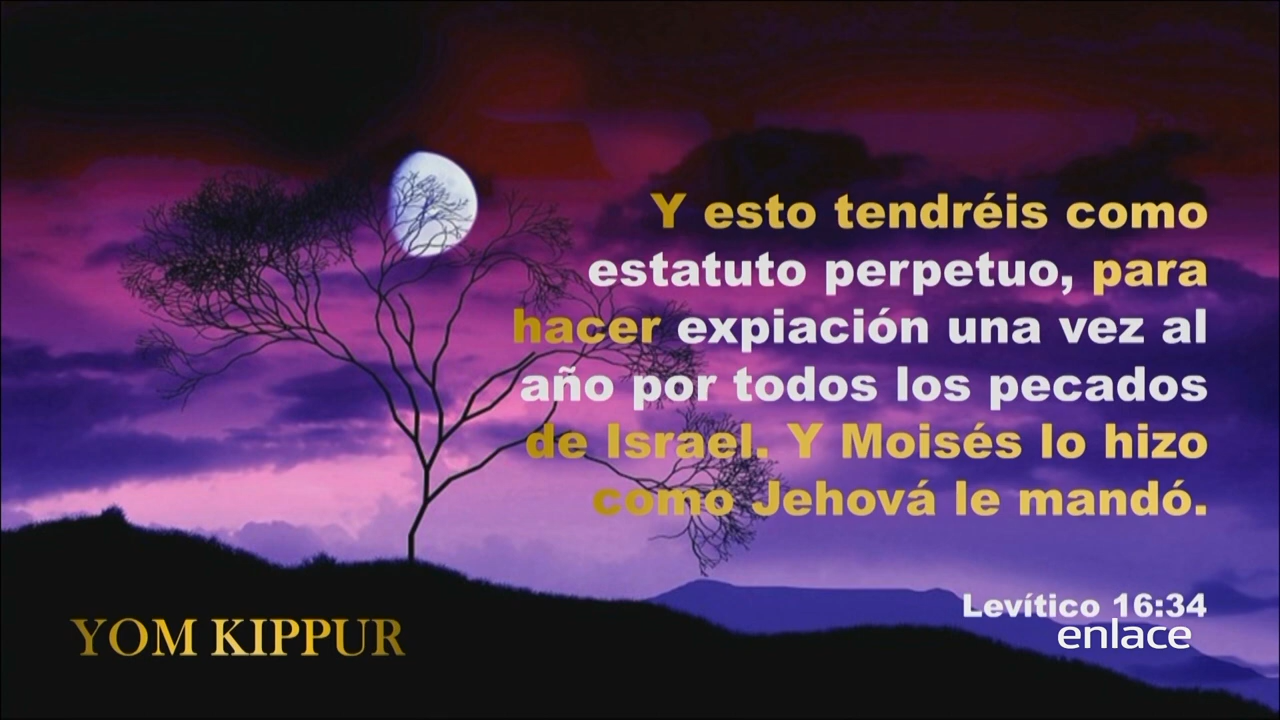 Y esto tendréis como
estatuto perpetuo, para
hacer expiación una vez al
año por todos los pecados
de Israel. Y Moisés lo hizo
como Jehová le mandó.
Levítico 16:34
enlace
YOM KIPPUR